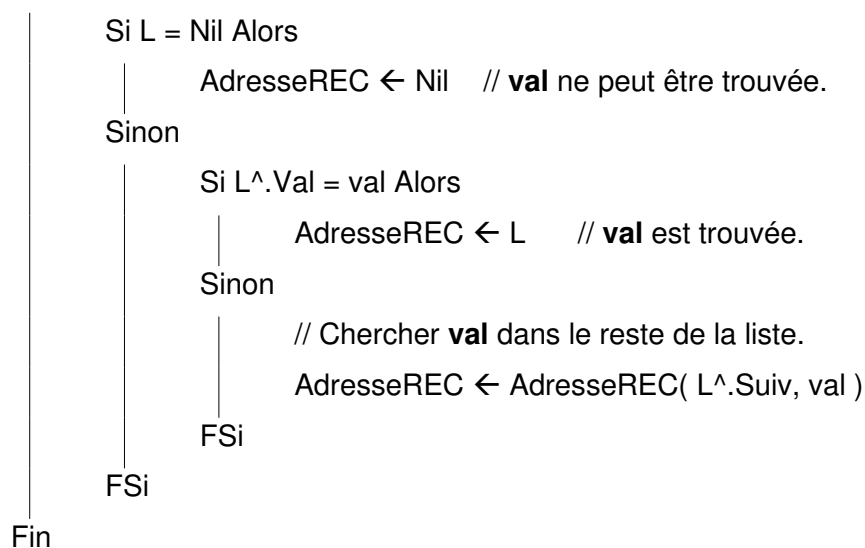 Si L = Nil Alors
AdresseREC ← Nil // val ne peut être trouvée.
Sinon
Si L^.Val = val Alors
AdresseREC ← L // val est trouvée.
Sinon
// Chercher val dans le reste de la liste.
AdresseREC ← AdresseREC( L^.Suiv, val )
FSi
FSi
Fin